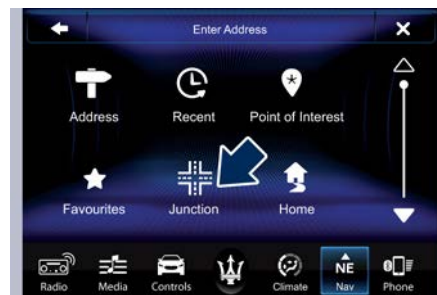 Enter Address
Address Recent Point of Interest
Favourites Junction Home
NE
Radio Media Controls Climate Nav Phone